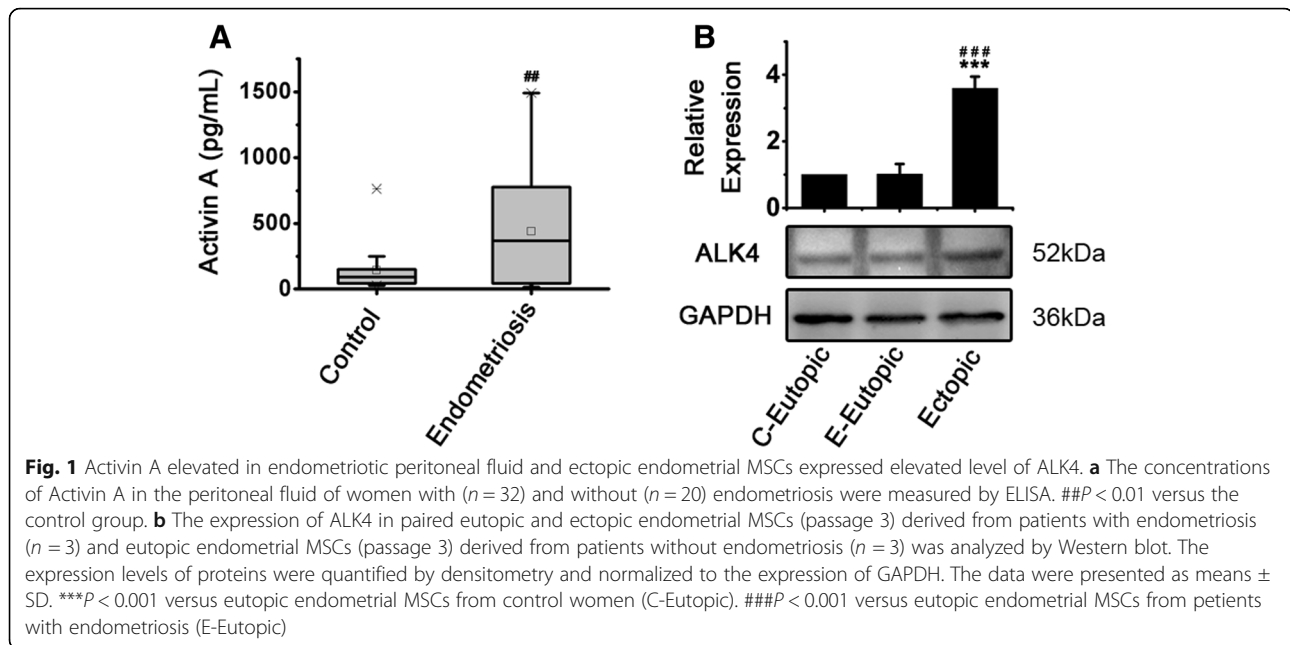 A
##
1500
1000
500
0
Activin A (pg/mL)
Control
Endometriosis
B
###
***
4
2
0
Relative
Expression
ALK4
52kDa
GAPDH
36kDa
C-Eutopic
E-Eutopic
Ectopic
Fig. 1 Activin A elevated in endometriotic peritoneal fluid and ectopic endometrial MSCs expressed elevated level of ALK4. a The concentrations
of Activin A in the peritoneal fluid of women with (n = 32) and without (n = 20) endometriosis were measured by ELISA. ##P < 0.01 versus the
control group. b The expression of ALK4 in paired eutopic and ectopic endometrial MSCs (passage 3) derived from patients with endometriosis
(n = 3) and eutopic endometrial MSCs (passage 3) derived from patients without endometriosis (n = 3) was analyzed by Western blot. The
expression levels of proteins were quantified by densitometry and normalized to the expression of GAPDH. The data were presented as means ±
SD. ***P < 0.001 versus eutopic endometrial MSCs from control women (C-Eutopic). ###P < 0.001 versus eutopic endometrial MSCs from petients
with endometriosis (E-Eutopic)